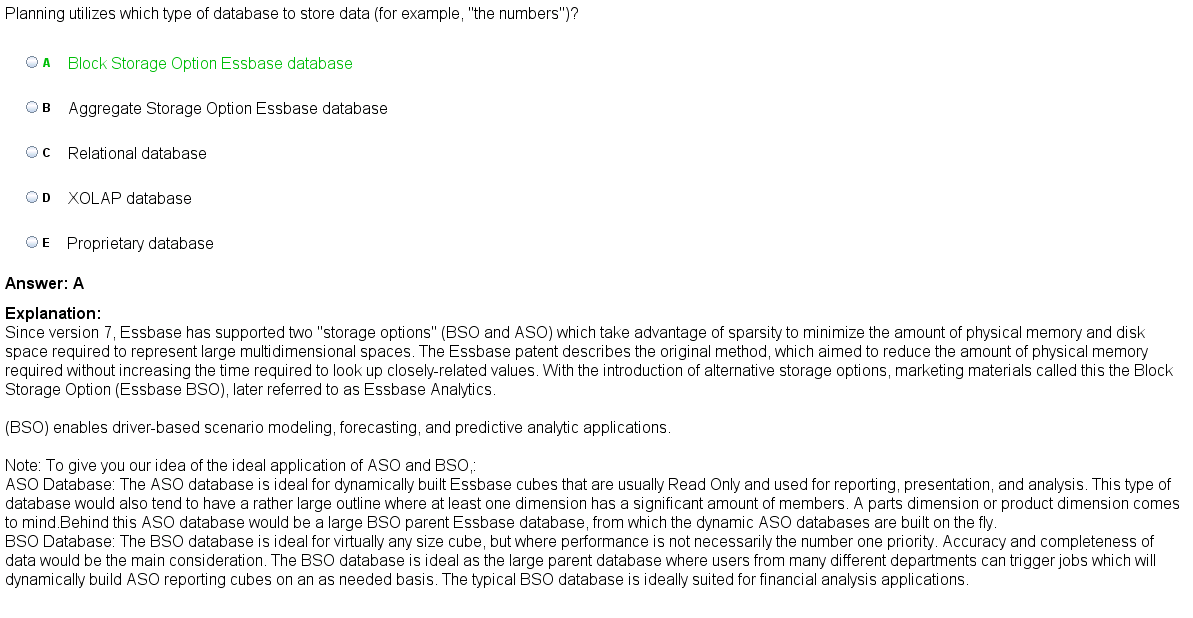 Planning utilizes which type of database to store data (for example, "the numbers")?
A Block Storage Option Essbase database
B Aggregate Storage Option Essbase database
C Relational database
D XOLAP database
E Proprietary database
Answer: A
Explanation:
Since version 7, Essbase has supported two "storage options" (BSO and ASO) which take advantage of sparsity to minimize the amount of physical memory and disk
space required to represent large multidimensional spaces. The Essbase patent describes the original method, which aimed to reduce the amount of physical memory
required without increasing the time required to look up closely-related values. With the introduction of alternative storage options, marketing materials called this the Block
Storage Option (Essbase BSO), later referred to as Essbase Analytics.
(BSO) enables driver-based scenario modeling, forecasting, and predictive analytic applications.
Note: To give you our idea of the ideal application of ASO and BSO,:
ASO Database: The ASO database is ideal for dynamically built Essbase cubes that are usually Read Only and used for reporting, presentation, and analysis. This type of
database would also tend to have a rather large outline where at least one dimension has a significant amount of members. A parts dimension or product dimension comes
to mind.Behind this ASO database would be a large BSO parent Essbase database, from which the dynamic ASO databases are built on the fly.
BSO Database: The BSO database is ideal for virtually any size cube, but where performance is not necessarily the number one priority. Accuracy and completeness of
data would be the main consideration. The BSO database is ideal as the large parent database where users from many different departments can trigger jobs which will
dynamically build ASO reporting cubes on an as needed basis. The typical BSO database is ideally suited for financial analysis applications.